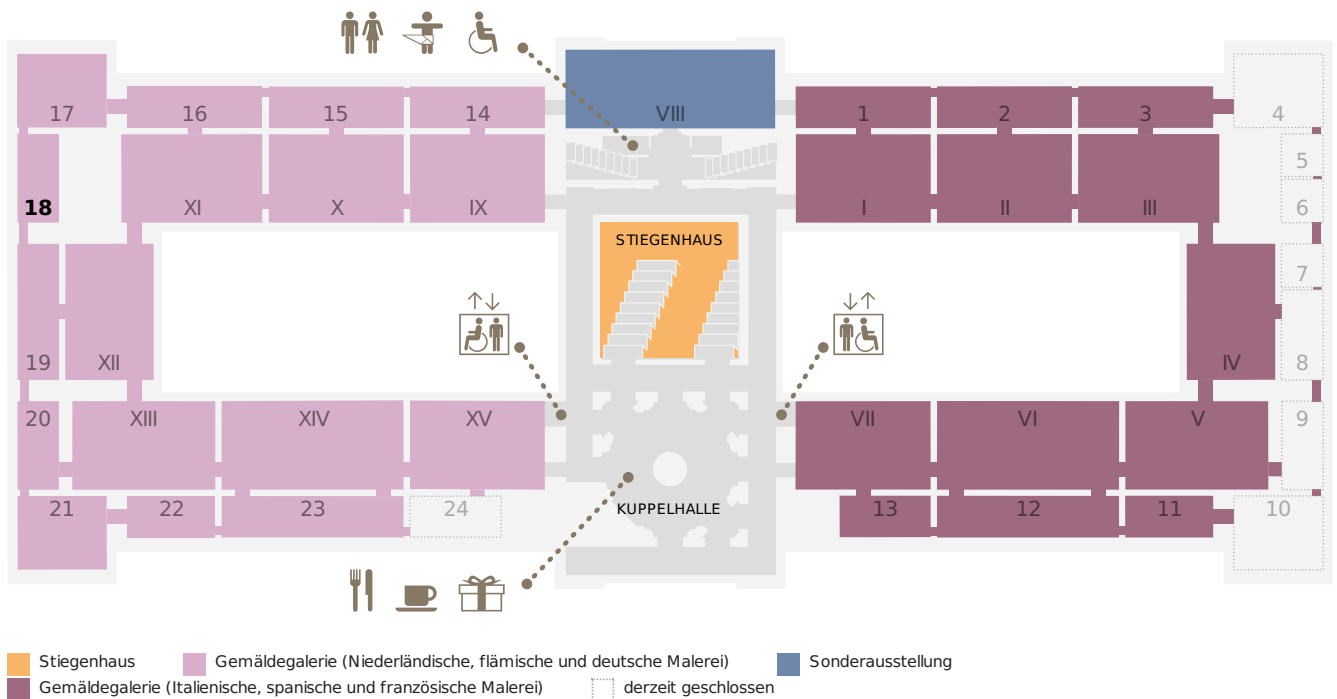 17 16 15 14 VIII 1 2 3 4
5
18 XI X IX I II III 6
STIEGENHAUS
7
19 XII IV 8
20 XIII XIV XV VII VI V 9
21 22 23 24 KUPPELHALLE 13 12 11 10
Stiegenhaus Gemäldegalerie (Niederländische, flämische und deutsche Malerei) Sonderausstellung
Gemäldegalerie (Italienische, spanische und französische Malerei) derzeit geschlossen